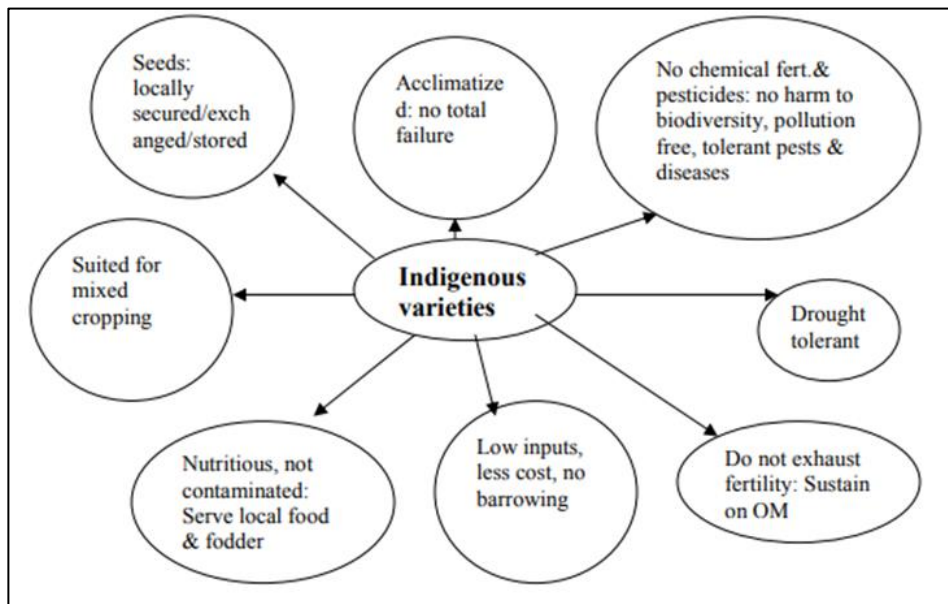 Seeds:
locally
secured/exch
anged/stored
Acclimatize
d: no total
failure
No chemical fert.&
pesticides: no harm to
biodiversity, pollution
free, tolerant pests &
diseases
Suited for
mixed
cropping
Indigenous
varieties
Drought
tolerant
Nutritious, not
contaminated:
Serve local food
& fodder
Low inputs,
less cost, no
barrowing
Do not exhaust
fertility: Sustain
on OM